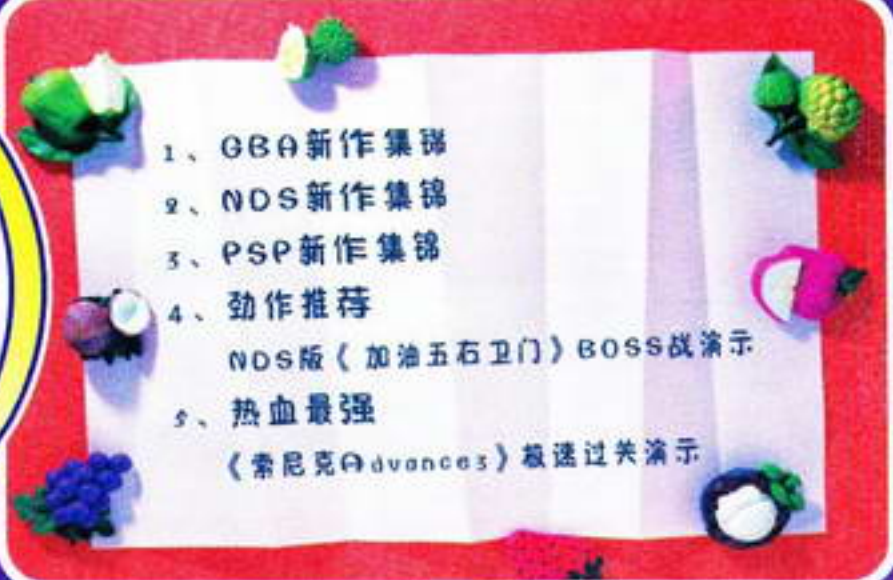 1、GBA新作集锦
2、NDS新作集锦
3、PSP新作集锦
4、劲作推荐
NDS版《加油五右卫门》BOSS战演示
5、热血最强
《索尼克Advance3》极速过关演示